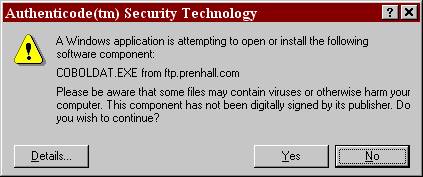 Authenticode(tm) Security Technology
A Windows application is attempting to open or install the following
software component:
COBOLDAT.EXE from ftp.prenhall.com
Please be aware that some files may contain viruses or otherwise harm your
computer. This component has not been digitally signed by its publisher. Do
you wish to continue?
Details... Yes No